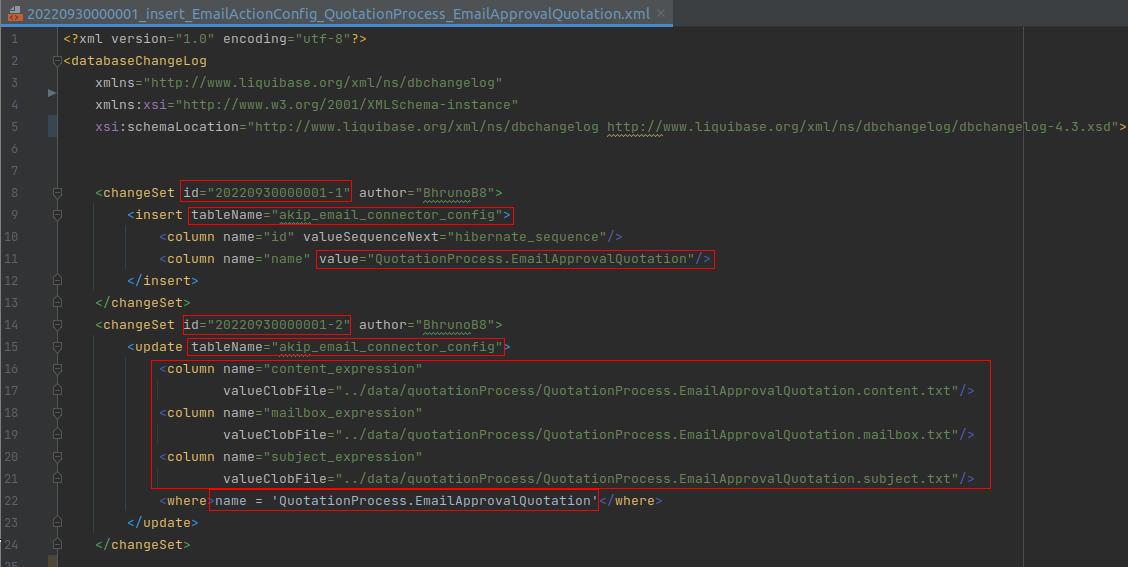 20220930000001_insert_EmailActionConfig_QuotationProcess_EmailApprovalQuotation.xml
1 <?xml version="1.0" encoding="utf-8"?>
2 <databaseChangeLog
3 xmlns="http://www.liquibase.org/xml/ns/dbchangelog"
4 xmlns:xsi="http://www.w3.org/2001/XMLSchema-instance"
5 xsi:schemaLocation="http://www.liquibase.org/xml/ns/dbchangelog http://www.liquibase.org/xml/ns/dbchangelog/dbchangelog-4.3.xsd">
6
7
8 <changeSet id="20220930000001-1" author="BhrunoB8">
9 <insert tableName="akip_email_connector_config">
10 <column name="id" valueSequenceNext="hibernate_sequence"/>
11 <column name="name" value="QuotationProcess.EmailApprovalQuotation"/>
12 </insert>
13 </changeSet>
14 <changeSet id="20220930000001-2" author="BhrunoB8">
15 <update tableName="akip_email_connector_config">
16 <column name="content_expression"
17 valueClobFile="../data/quotationProcess/QuotationProcess.EmailApprovalQuotation.content.txt"/>
18 <column name="mailbox_expression"
19 valueClobFile="../data/quotationProcess/QuotationProcess.EmailApprovalQuotation.mailbox.txt"/>
20 <column name="subject_expression"
21 valueClobFile="../data/quotationProcess/QuotationProcess.EmailApprovalQuotation.subject.txt"/>
22 <where>name = 'QuotationProcess.EmailApprovalQuotation'</where>
23 </update>
24 </changeSet>
25